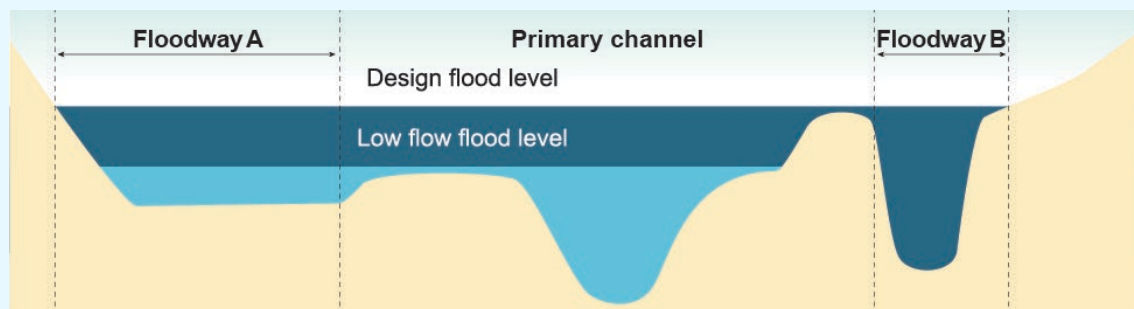 Floodway A
Primary channel
Floodway B
Design flood level
Low flow flood level